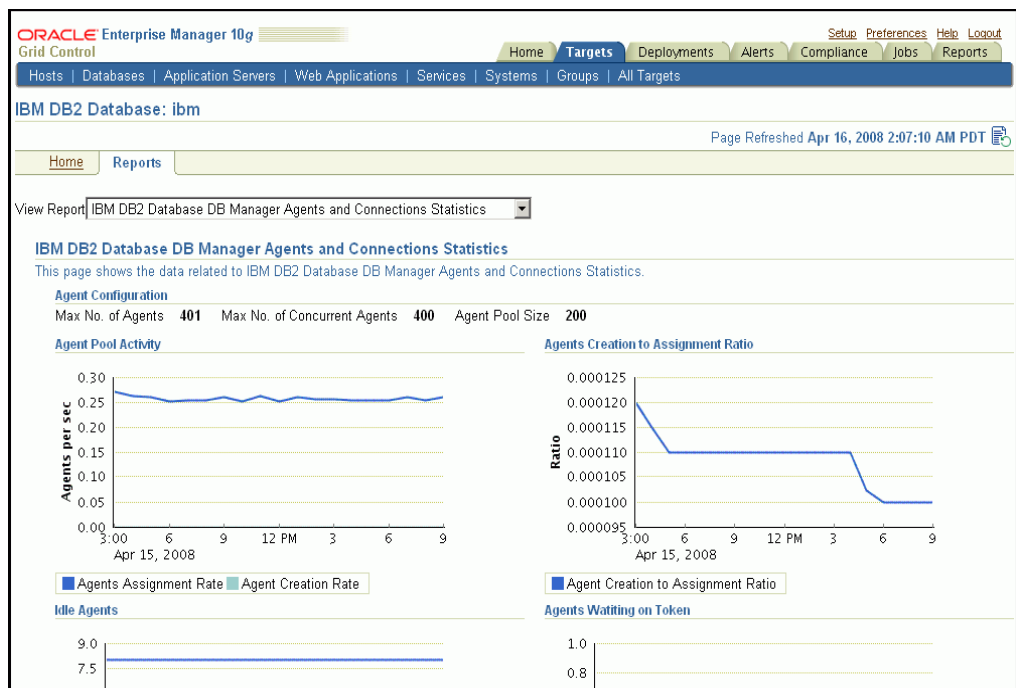 ORACLE Enterprise Manager 10g
Grid Control
Setup Preferences Help Logout
Home Targets Deployments Alerts Compliance Jobs Reports
Hosts | Databases | Application Servers | Web Applications | Services | Systems | Groups | All Targets
IBM DB2 Database: ibm
Page Refreshed Apr 16, 2008 2:07:10 AM PDT
Home Reports
View Report IBM DB2 Database DB Manager Agents and Connections Statistics
IBM DB2 Database DB Manager Agents and Connections Statistics
This page shows the data related to IBM DB2 Database DB Manager Agents and Connections Statistics.
Agent Configuration
Max No. of Agents 401 Max No. of Concurrent Agents 400 Agent Pool Size 200
Agent Pool Activity
Agents per sec
0.30
0.25
0.20
0.15
0.10
0.05
0.00
3:00 6 9 12 PM 3 6 9
Apr 15, 2008
Agents Assignment Rate Agent Creation Rate
Agents Creation to Assignment Ratio
Ratio
0.000125
0.000120
0.000115
0.000110
0.000105
0.000100
0.000095
3:00 6 9 12 PM 3 6 9
Apr 15, 2008
Agent Creation to Assignment Ratio
Idle Agents
9.0
7.5
Agents Watiting on Token
1.0
0.8